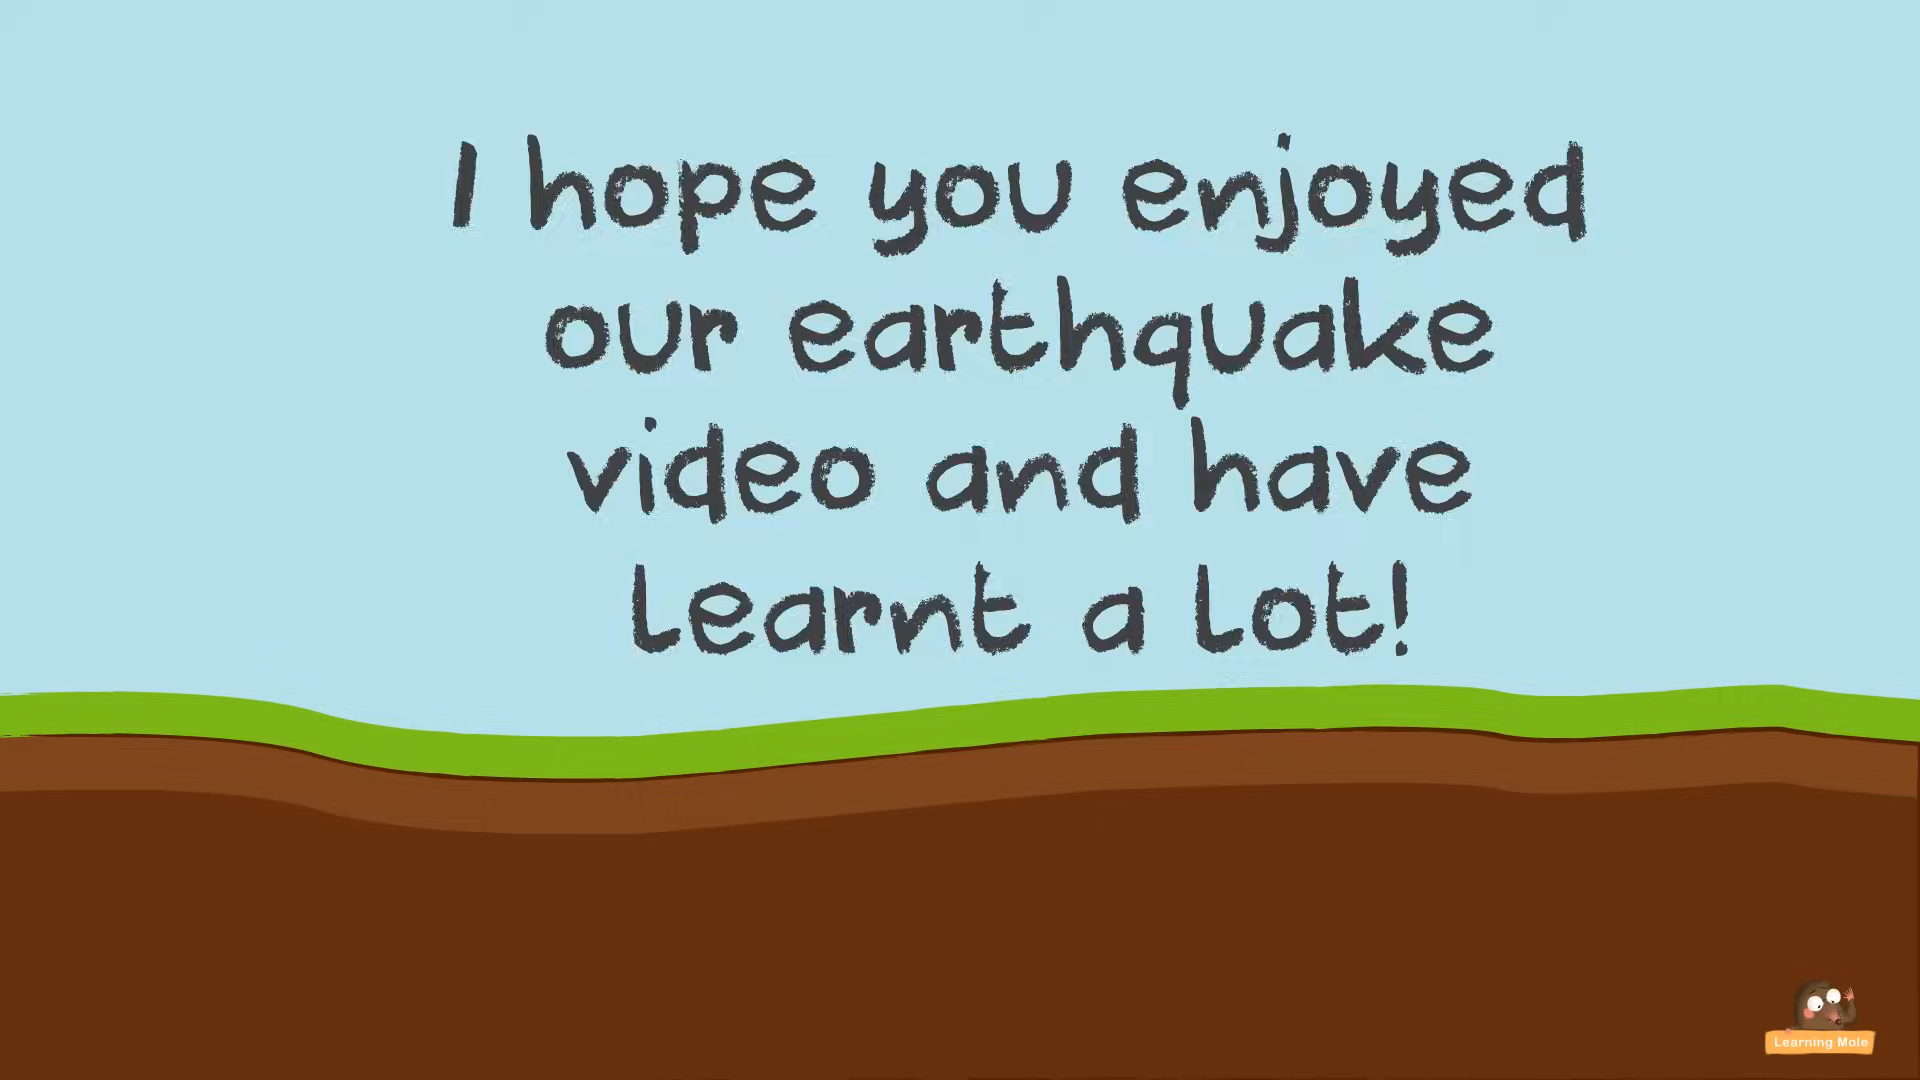 I hope you enjoyed
our earthquake
video and have
learnt a lot!
Learning Mole